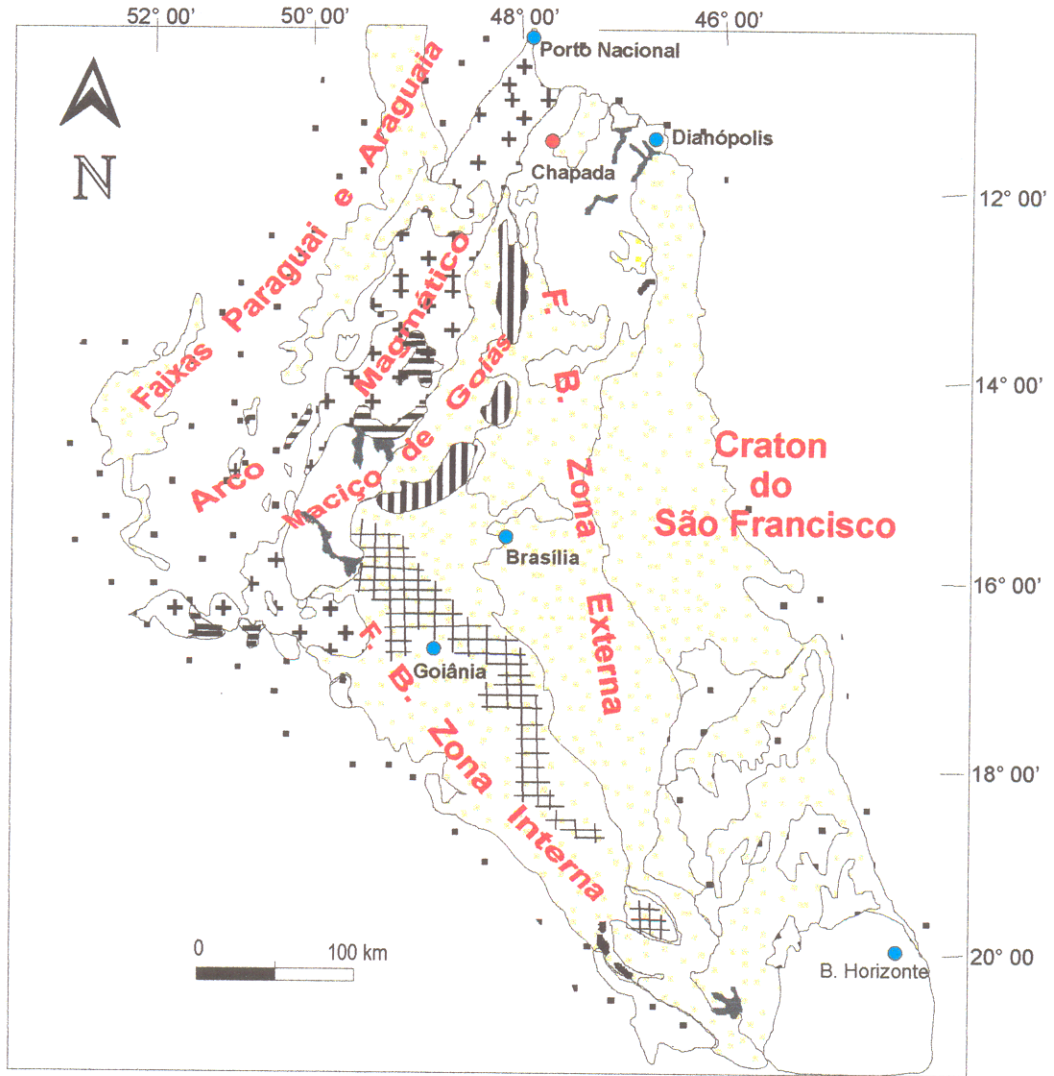 52° 00'
50° 00'
48° 00'
46° 00'
Porto Nacional
N
Dianópolis
Chapada
12° 00'
Faixas Paraguai e Araguaia
Arco Magmático
Maciço de Goiás
F. B. Zona Externa
14° 00'
Craton
do
São Francisco
Brasília
16° 00'
Goiânia
F. B. Zona Interna
18° 00'
0 100 km
20° 00
B. Horizonte